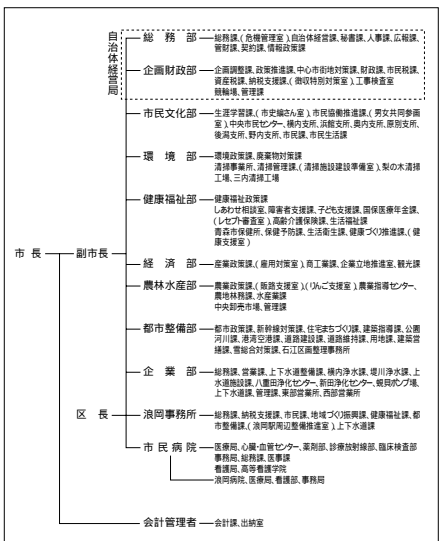 自治体経営局
総務部 総務課、(危機管理室)、自治体経営課、秘書課、人事課、広報課、
管財課、契約課、情報政策課
企画財政部 企画調整課、政策推進課、中心市街地対策課、財政課、市民税課、
資産税課、納税支援課、(徴収特別対策室)、工事検査室
競輪場、管理課
市民文化部 生涯学習課、(市史編さん室)、市民協働推進課、(男女共同参画
室)、中央市民センター、横内支所、浜館支所、奥内支所、原別支所、
後潟支所、野内支所、市民課、市民生活課
環境部 環境政策課、廃棄物対策課
清掃事業所、清掃管理課、(清掃施設建設準備室)、梨の木清掃
工場、三内清掃工場
健康福祉部 健康福祉政策課
しあわせ相談室、障害者支援課、子ども支援課、国保医療年金課、
(レセプト審査室)、高齢介護保険課、生活福祉課
青森市保健所、保健予防課、生活衛生課、健康づくり推進課、(健
康支援室)
市長 副市長 経済部 産業政策課、(雇用対策室)、商工業課、企業立地推進室、観光課
農林水産部 農業政策課、(販路支援室)、(りんご支援室)、農業指導センター、
農地林務課、水産業課
中央卸売市場、管理課
都市整備部 都市政策課、新幹線対策課、住宅まちづくり課、建築指導課、公園
河川課、港湾空港課、道路建設課、道路維持課、用地課、建築営
繕課、雪総合対策課、石江区画整理事務所
企業部 総務課、営業課、上下水道整備課、横内浄水課、堤川浄水課、上
水道施設課、八重田浄化センター、新田浄化センター、蜆貝ポンプ場、
上下水道課、管理課、東部営業所、西部営業所
区長 浪岡事務所 総務課、納税支援課、市民課、地域づくり振興課、健康福祉課、都
市整備課、(浪岡駅周辺整備推進室)、上下水道課
市民病院 医療局、心臓・血管センター、薬剤部、診療放射線部、臨床検査部
事務局、総務課、医事課
看護局、高等看護学院
浪岡病院、医療局、看護部、事務局
会計管理者 会計課、出納室